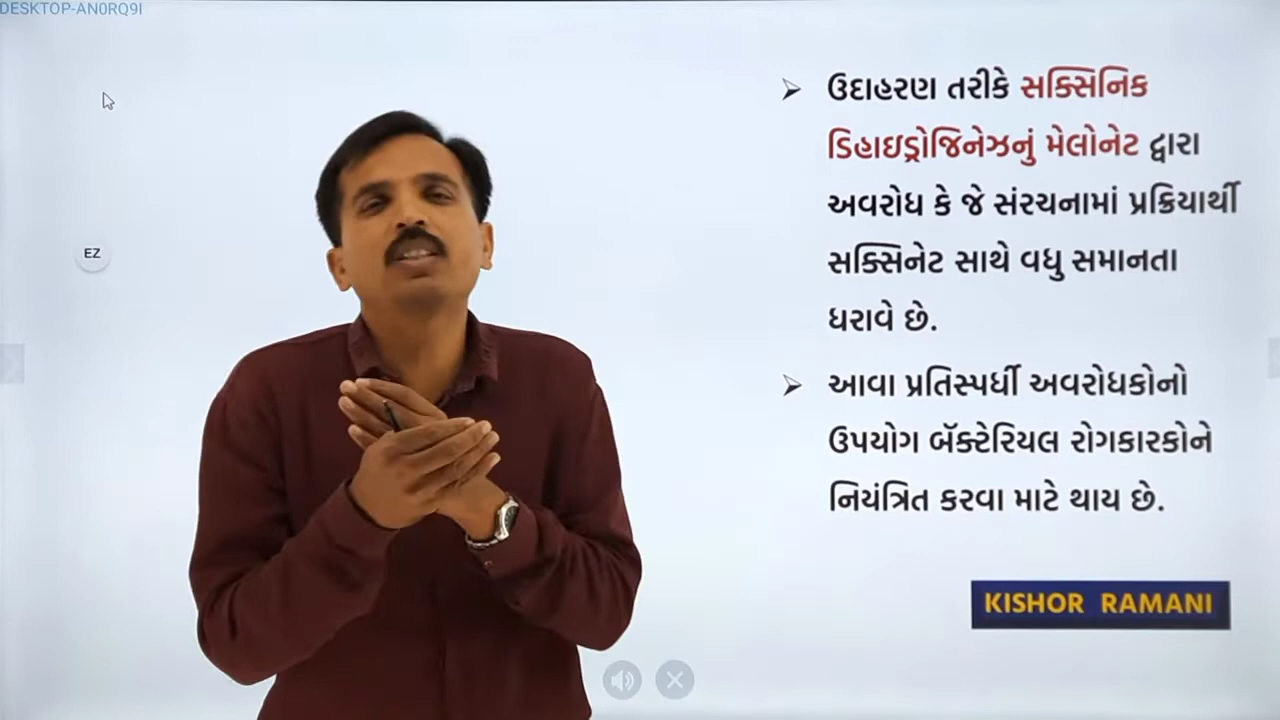 DESKTOP-AN0RQ9I
EZ
➢ ઉદાહરણ તરીકે સક્સિનિક
ડિહાઇડ્રોજિનેઝનું મેલોનેટ દ્વારા
અવરોધ કે જે સંરચનામાં પ્રક્રિયાર્થી
સક્સિનેટ સાથે વધુ સમાનતા
ધરાવે છે.
➢ આવા પ્રતિસ્પર્ધી અવરોધકોનો
ઉપયોગ બૅક્ટેરિયલ રોગકારકોને
નિયંત્રિત કરવા માટે થાય છે.
KISHOR RAMANI